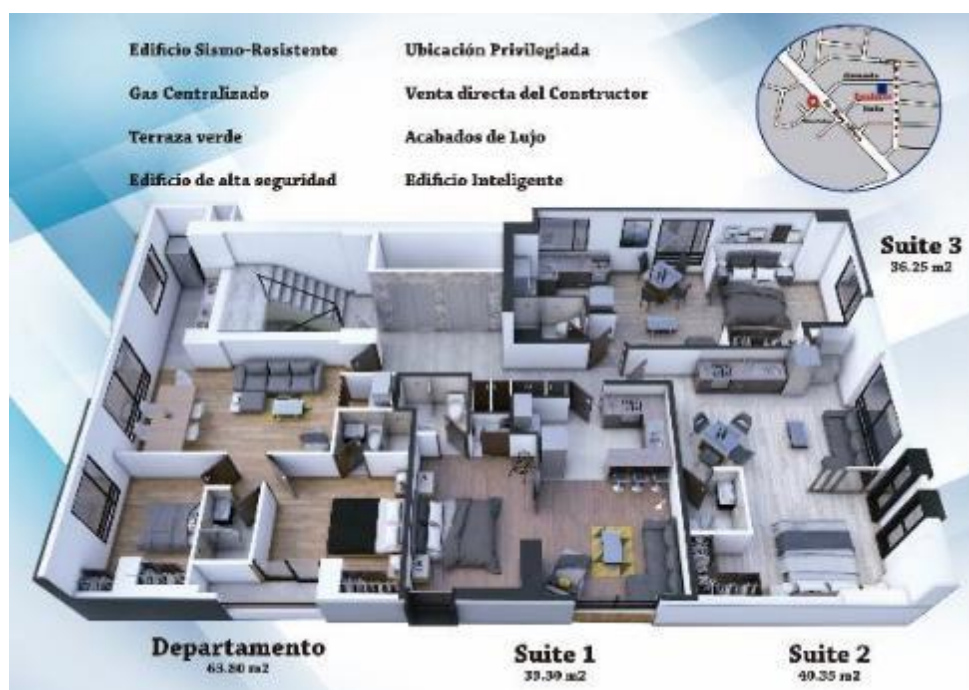 Edificio Sismo-Resistente
Gas Centralizado
Terraza verde
Edificio de alta seguridad
Ubicación Privilegiada
Venta directa del Constructor
Acabados de Lujo
Edificio Inteligente
Suite 3
36.25 m2
Departamento
63.80 m2
Suite 1
39.30 m2
Suite 2
40.35 m2